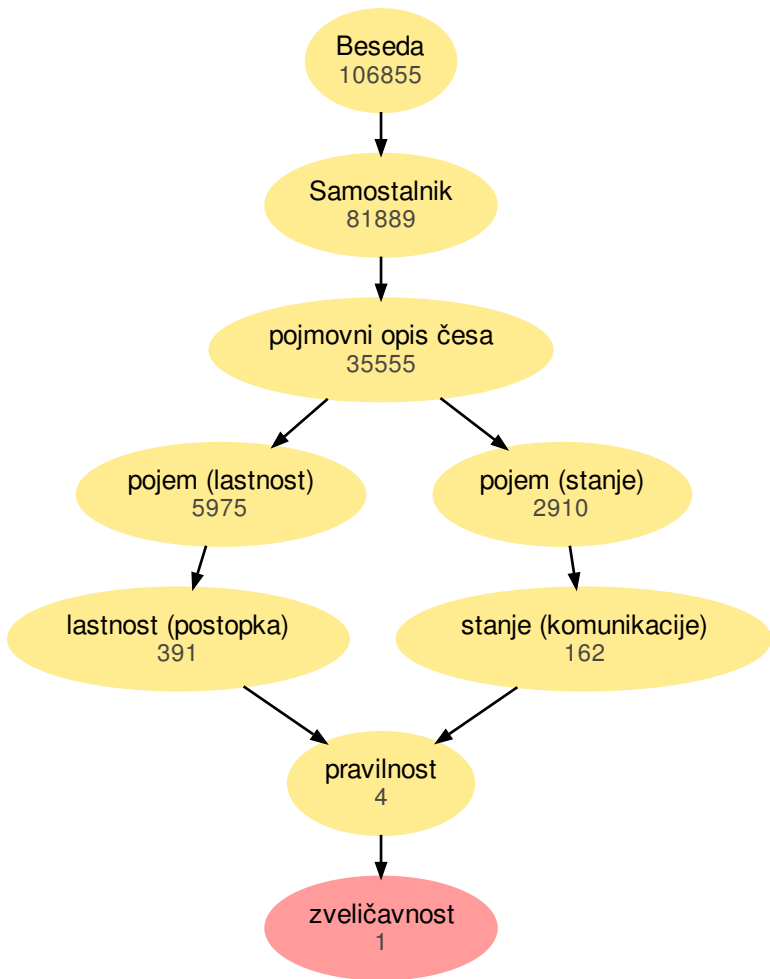 Beseda
106855
Samostalnik
81889
pojmovni opis česa
35555
pojem (lastnost)
5975
pojem (stanje)
2910
lastnost (postopka)
391
stanje (komunikacije)
162
pravilnost
4
zveličavnost
1